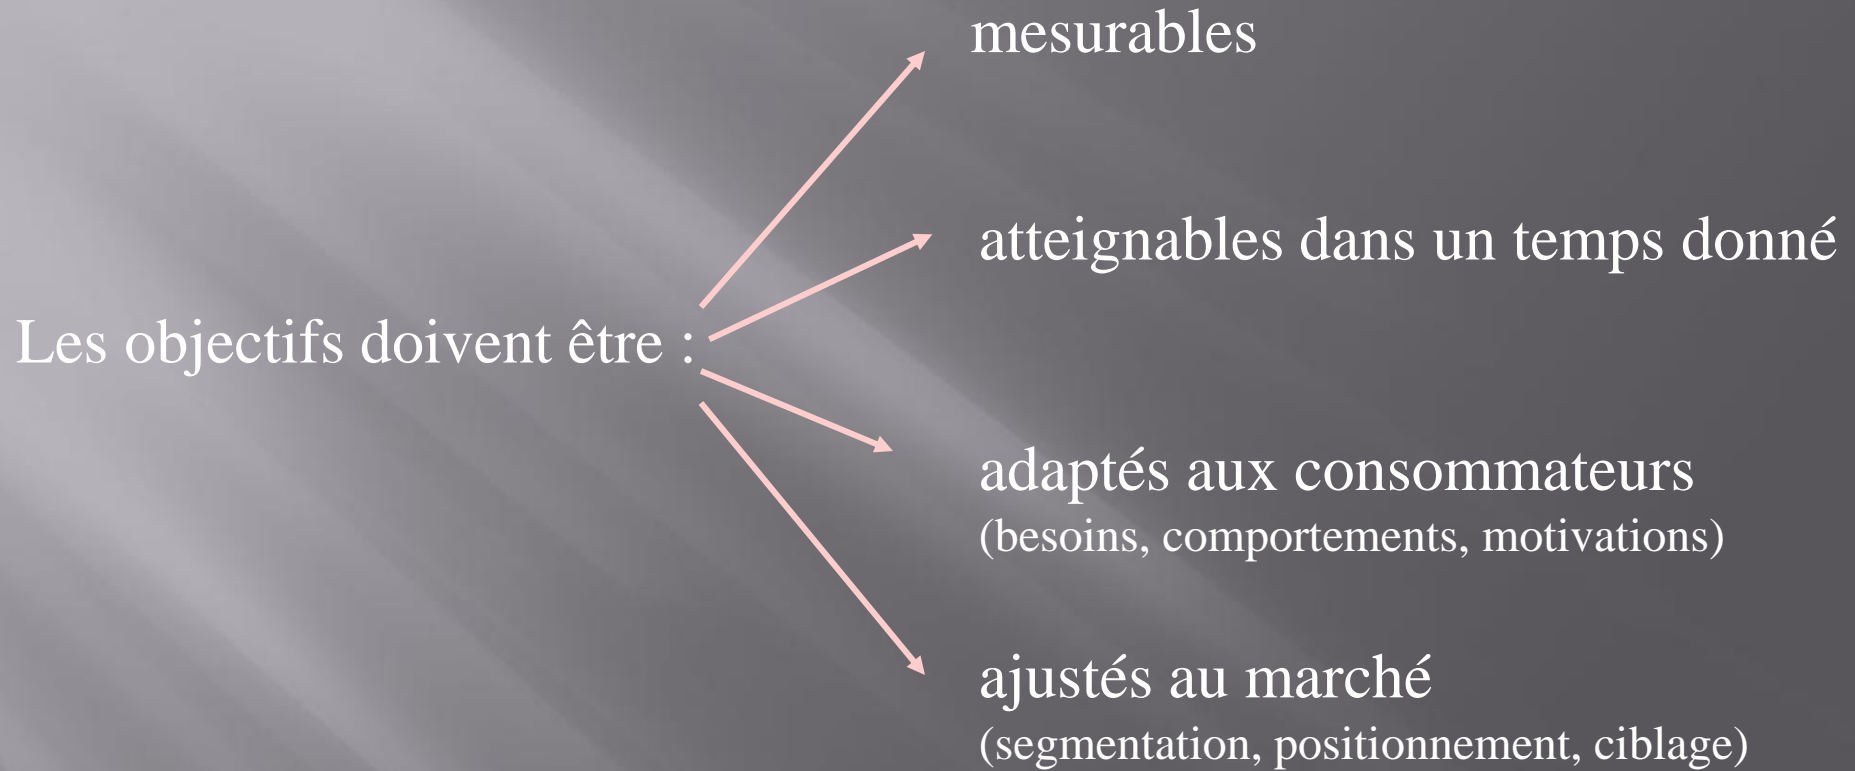 mesurables
atteignables dans un temps donné
Les objectifs doivent être :
adaptés aux consommateurs
(besoins, comportements, motivations)
ajustés au marché
(segmentation, positionnement, ciblage)